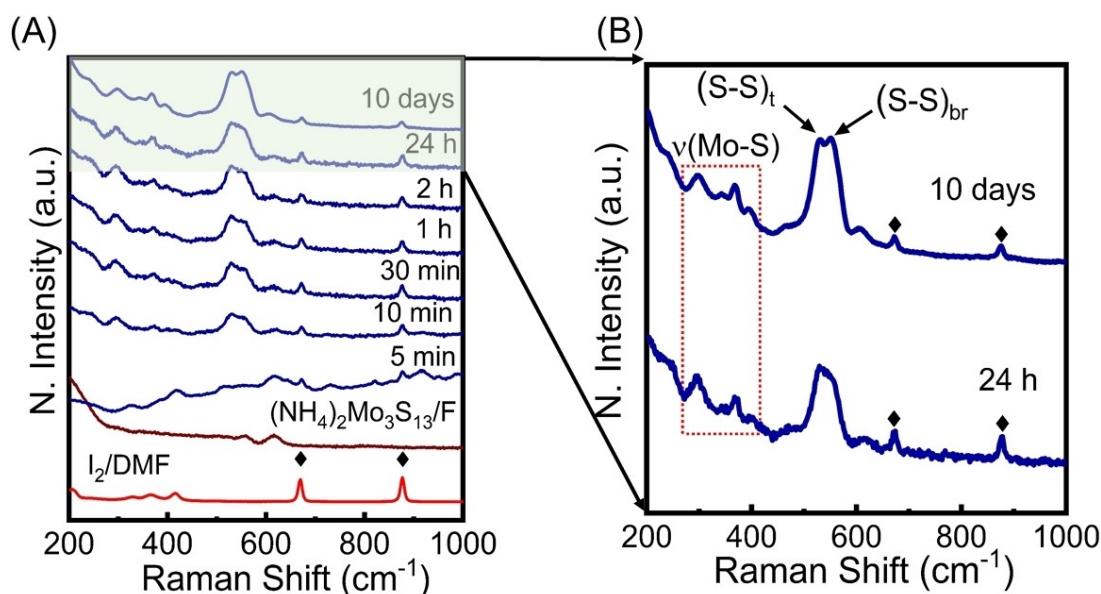 (A)
10 days
24 h
2 h
1 h
30 min
10 min
5 min
(NH₄)₂Mo₃S₁₃/F
I₂/DMF
♦ ♦
N. Intensity (a.u.)
200 400 600 800 1000
Raman Shift (cm⁻¹)
(B)
(S-S)ₜ
(S-S)br
ν(Mo-S)
10 days
♦ ♦
24 h
♦ ♦
N. Intensity (a.u.)
200 400 600 800 1000
Raman Shift (cm⁻¹)